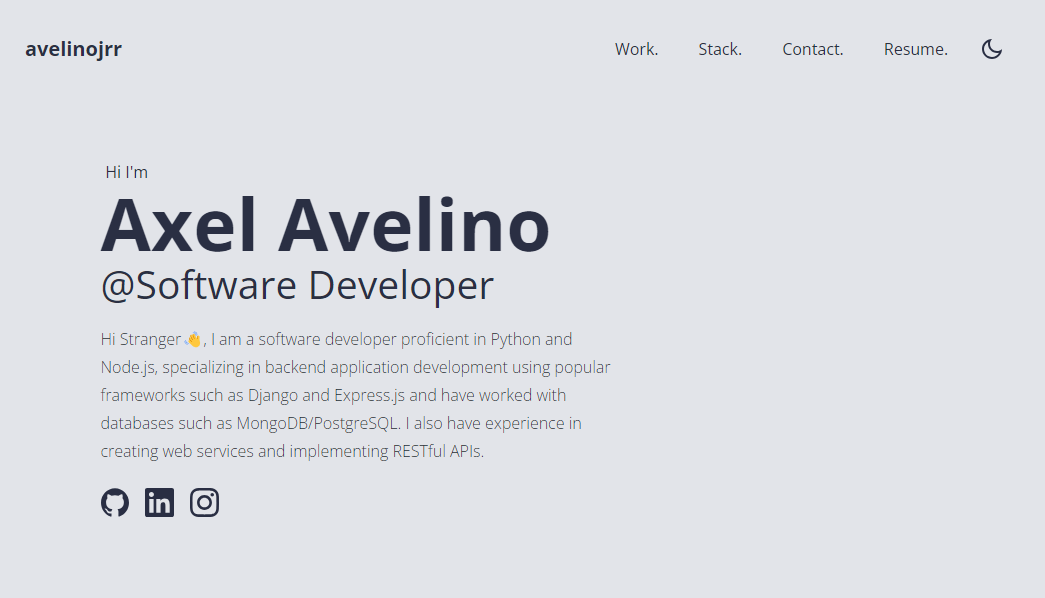 avelinojrr
Work. Stack. Contact. Resume.
Hi I'm
Axel Avelino
@Software Developer
Hi Stranger👋, I am a software developer proficient in Python and
Node.js, specializing in backend application development using popular
frameworks such as Django and Express.js and have worked with
databases such as MongoDB/PostgreSQL. I also have experience in
creating web services and implementing RESTful APIs.
in